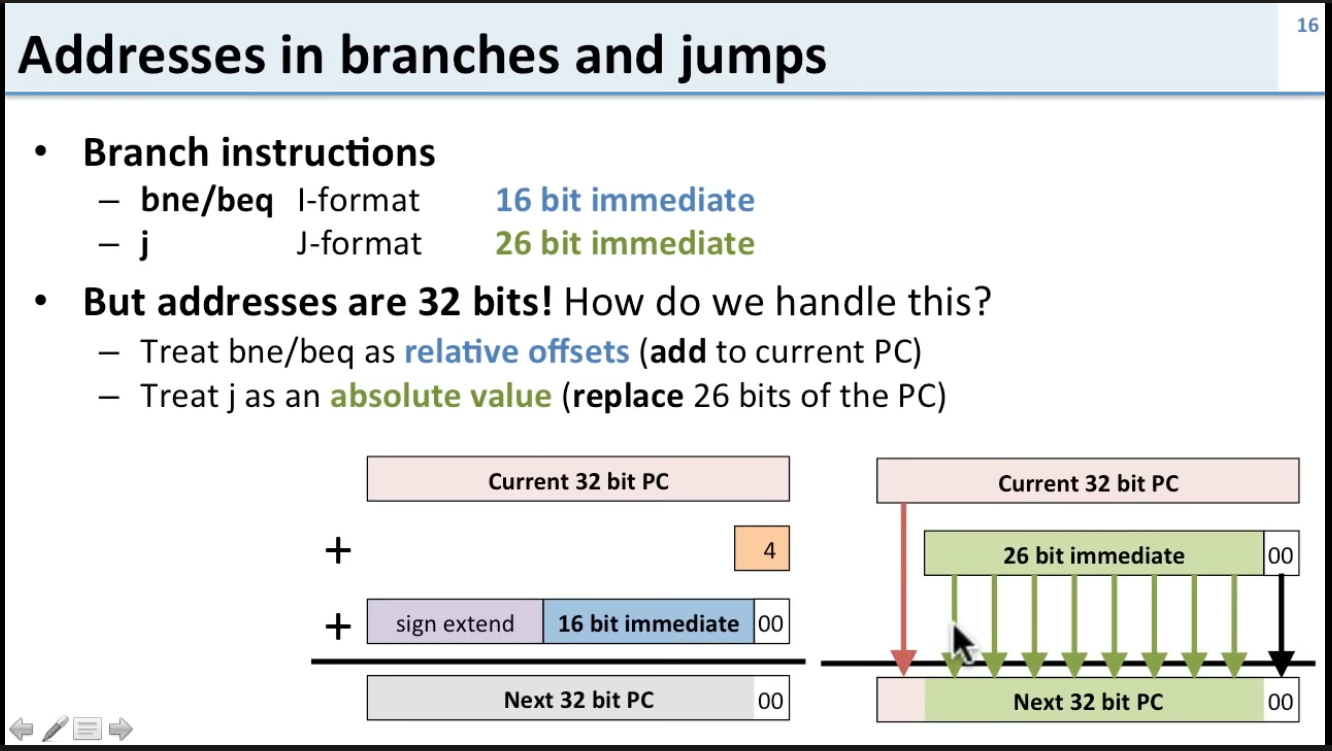 Addresses in branches and jumps
16
• Branch instructions
– bne/beq I-format 16 bit immediate
– j J-format 26 bit immediate
• But addresses are 32 bits! How do we handle this?
– Treat bne/beq as relative offsets (add to current PC)
– Treat j as an absolute value (replace 26 bits of the PC)
Current 32 bit PC
+ 4
+ sign extend 16 bit immediate 00
Next 32 bit PC 00
Current 32 bit PC
26 bit immediate 00
Next 32 bit PC 00